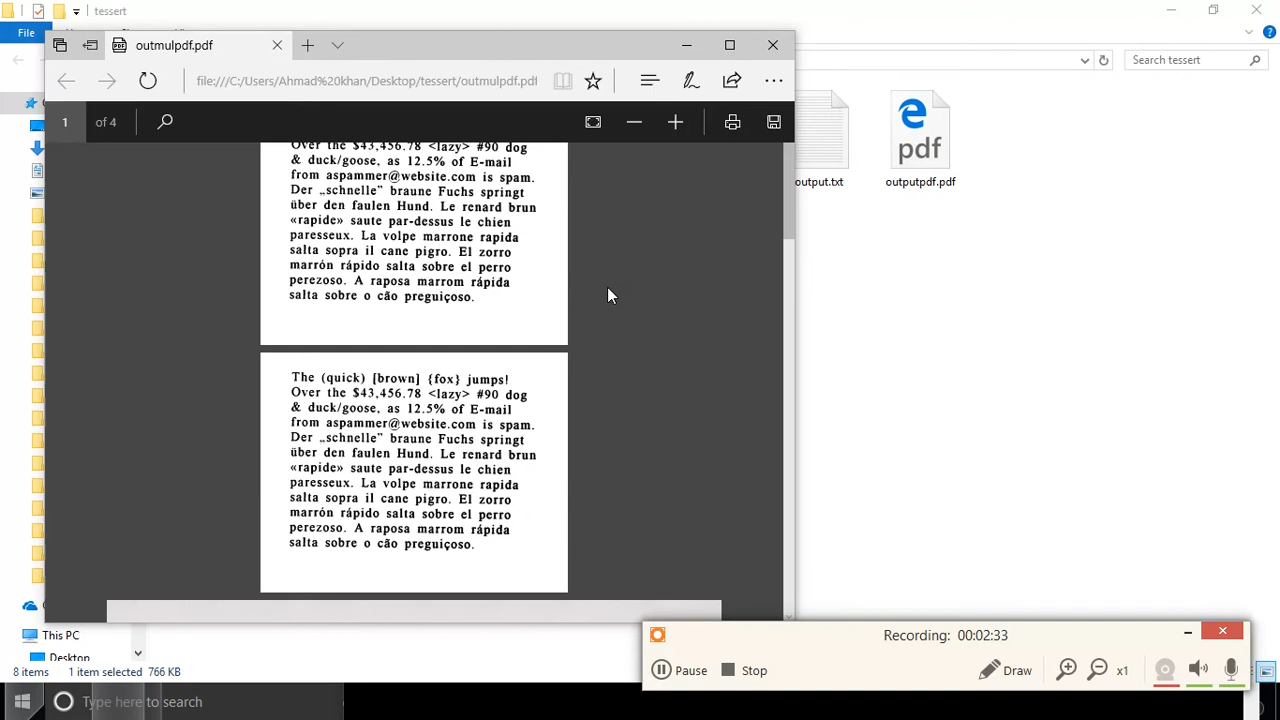 tessert
File
outmulpdf.pdf
file:///C:/Users/Ahmad%20khan/Desktop/tessert/outmulpdf.pdf
Search tessert
1 of 4
Over the $43,456.78 <lazy> #90 dog
& duck/goose, as 12.5% of E-mail
from aspammer@website.com is spam.
Der „schnelle” braune Fuchs springt
über den faulen Hund. Le renard brun
«rapide» saute par-dessus le chien
paresseux. La volpe marrone rapida
salta sopra il cane pigro. El zorro
marrón rápido salta sobre el perro
perezoso. A raposa marrom rápida
salta sobre o cão preguiçoso.
The (quick) [brown] {fox} jumps!
Over the $43,456.78 <lazy> #90 dog
& duck/goose, as 12.5% of E-mail
from aspammer@website.com is spam.
Der „schnelle” braune Fuchs springt
über den faulen Hund. Le renard brun
«rapide» saute par-dessus le chien
paresseux. La volpe marrone rapida
salta sopra il cane pigro. El zorro
marrón rápido salta sobre el perro
perezoso. A raposa marrom rápida
salta sobre o cão preguiçoso.
pdf
output.txt
outputpdf.pdf
This PC
Desktop
8 items 1 item selected 766 KB
Recording: 00:02:33
Pause Stop Draw x1
Type here to search